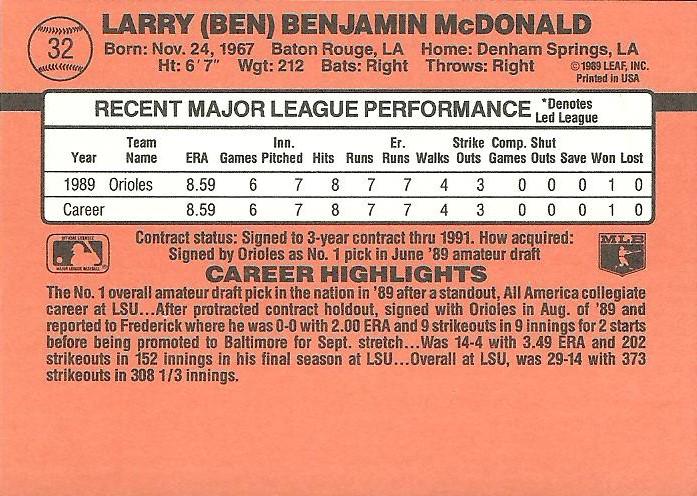 32
LARRY (BEN) BENJAMIN McDONALD
Born: Nov. 24, 1967 Baton Rouge, LA Home: Denham Springs, LA
Ht: 6'7" Wgt: 212 Bats: Right Throws: Right
©1989 LEAF, INC.
Printed in USA
RECENT MAJOR LEAGUE PERFORMANCE *Denotes
Led League
Team Inn. Er. Strike Comp. Shut
Year Name ERA Games Pitched Hits Runs Runs Walks Outs Games Outs Save Won Lost
1989 Orioles 8.59 6 7 8 7 7 4 3 0 0 0 1 0
Career 8.59 6 7 8 7 7 4 3 0 0 0 1 0
Contract status: Signed to 3-year contract thru 1991. How acquired:
Signed by Orioles as No. 1 pick in June '89 amateur draft
OFFICIAL LICENSEE
MAJOR LEAGUE BASEBALL
MLB
CAREER HIGHLIGHTS
The No. 1 overall amateur draft pick in the nation in '89 after a standout, All America collegiate
career at LSU...After protracted contract holdout, signed with Orioles in Aug. of '89 and
reported to Frederick where he was 0-0 with 2.00 ERA and 9 strikeouts in 9 innings for 2 starts
before being promoted to Baltimore for Sept. stretch...Was 14-4 with 3.49 ERA and 202
strikeouts in 152 innings in his final season at LSU...Overall at LSU, was 29-14 with 373
strikeouts in 308 1/3 innings.